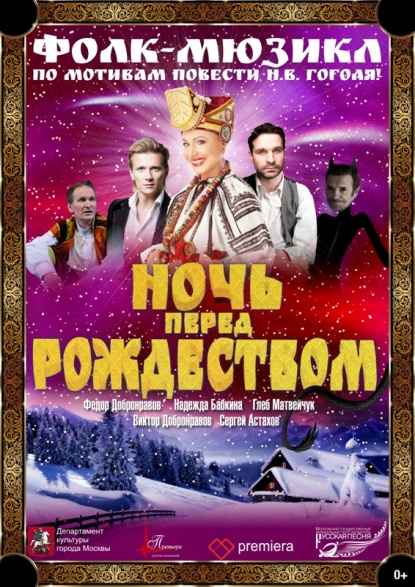 ФОЛК-МЮЗИКЛ
ПО МОТИВАМ ПОВЕСТИ Н.В. ГОГОЛЯ!
НОЧЬ
ПЕРЕД
РОЖДЕСТВОМ
Федор Добронравов Надежда Бабкина Глеб Матвейчук
Виктор Добронравов Сергей Астахов
Департамент
культуры
города Москвы
Премьера
premiera
РУССКАЯ ПЕСНЯ
0+